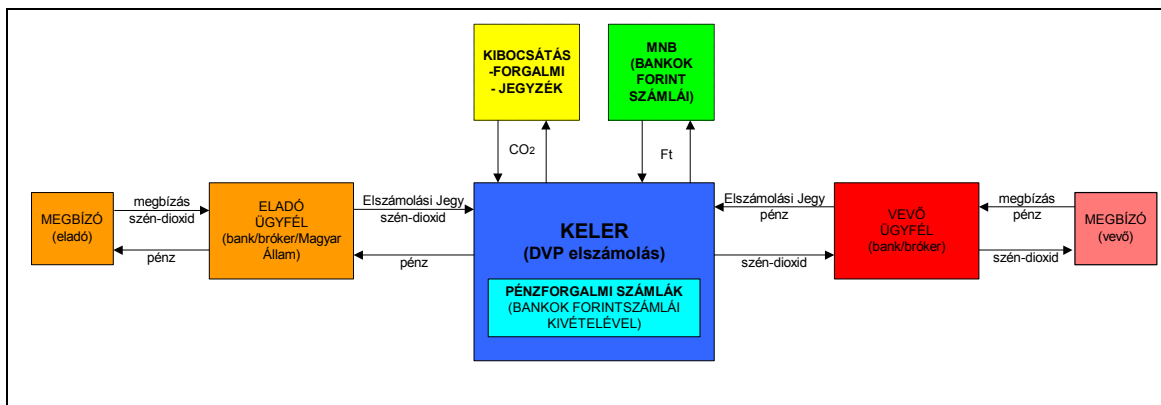 KIBOCSÁTÁS
-FORGALMI
- JEGYZÉK
MNB
(BANKOK
FORINT
SZÁMLÁI)
CO2
Ft
MEGBÍZÓ
(eladó)
megbízás
szén-dioxid
pénz
ELADÓ
ÜGYFÉL
(bank/bróker/Magyar
Állam)
Elszámolási Jegy
szén-dioxid
pénz
KELER
(DVP elszámolás)
PÉNZFORGALMI SZÁMLÁK
(BANKOK FORINTSZÁMLÁI
KIVÉTELÉVEL)
Elszámolási Jegy
pénz
szén-dioxid
VEVŐ
ÜGYFÉL
(bank/bróker)
megbízás
pénz
szén-dioxid
MEGBÍZÓ
(vevő)